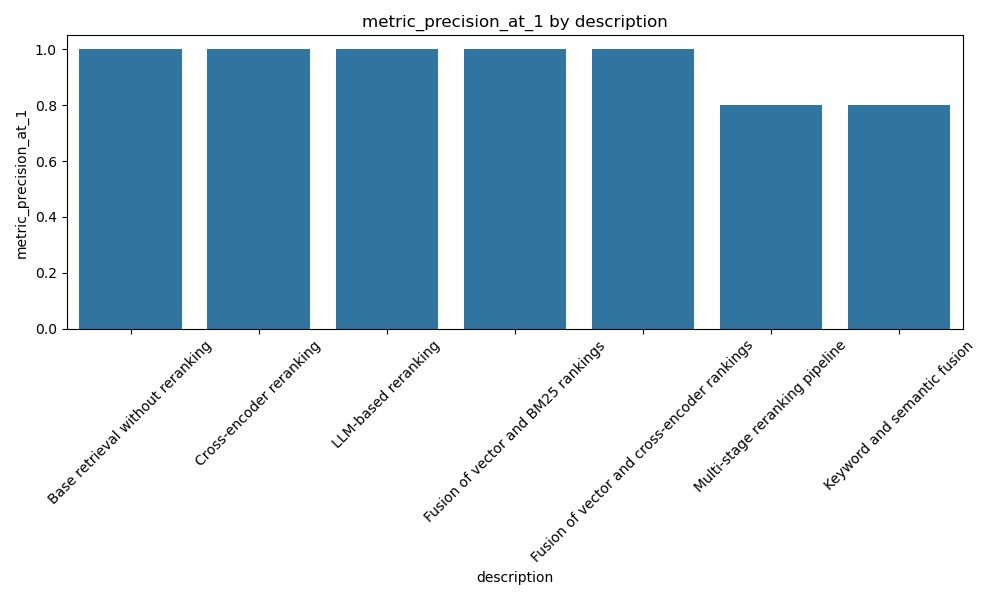 metric_precision_at_1 by description
metric_precision_at_1
1.0
0.8
0.6
0.4
0.2
0.0
Base retrieval without reranking
Cross-encoder reranking
LLM-based reranking
Fusion of vector and BM25 rankings
Fusion of vector and cross-encoder rankings
Multi-stage reranking pipeline
Keyword and semantic fusion
description